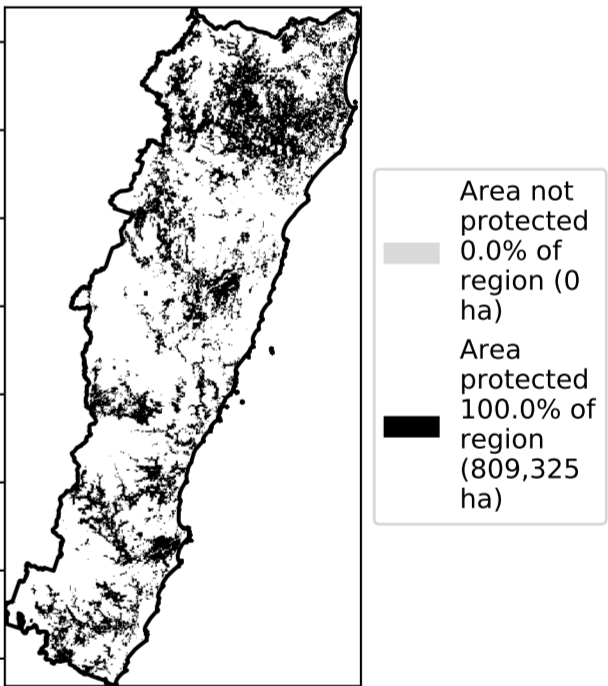 Area not
protected
0.0% of
region (0
ha)
Area
protected
100.0% of
region
(809,325
ha)